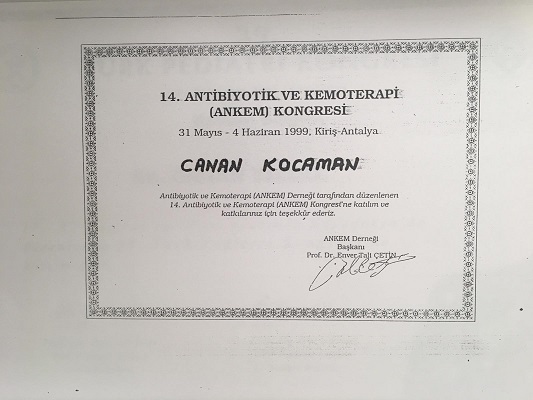 14. ANTİBİYOTİK VE KEMOTERAPİ
(ANKEM) KONGRESİ
31 Mayıs - 4 Haziran 1999, Kiriş-Antalya
CANAN KOCAMAN
Antibiyotik ve Kemoterapi (ANKEM) Derneği tarafından düzenlenen
14. Antibiyotik ve Kemoterapi (ANKEM) Kongresi'ne katılım ve
katkılarınız için teşekkür ederiz.
ANKEM Derneği
Başkanı
Prof. Dr. Enver Tali ÇETİN